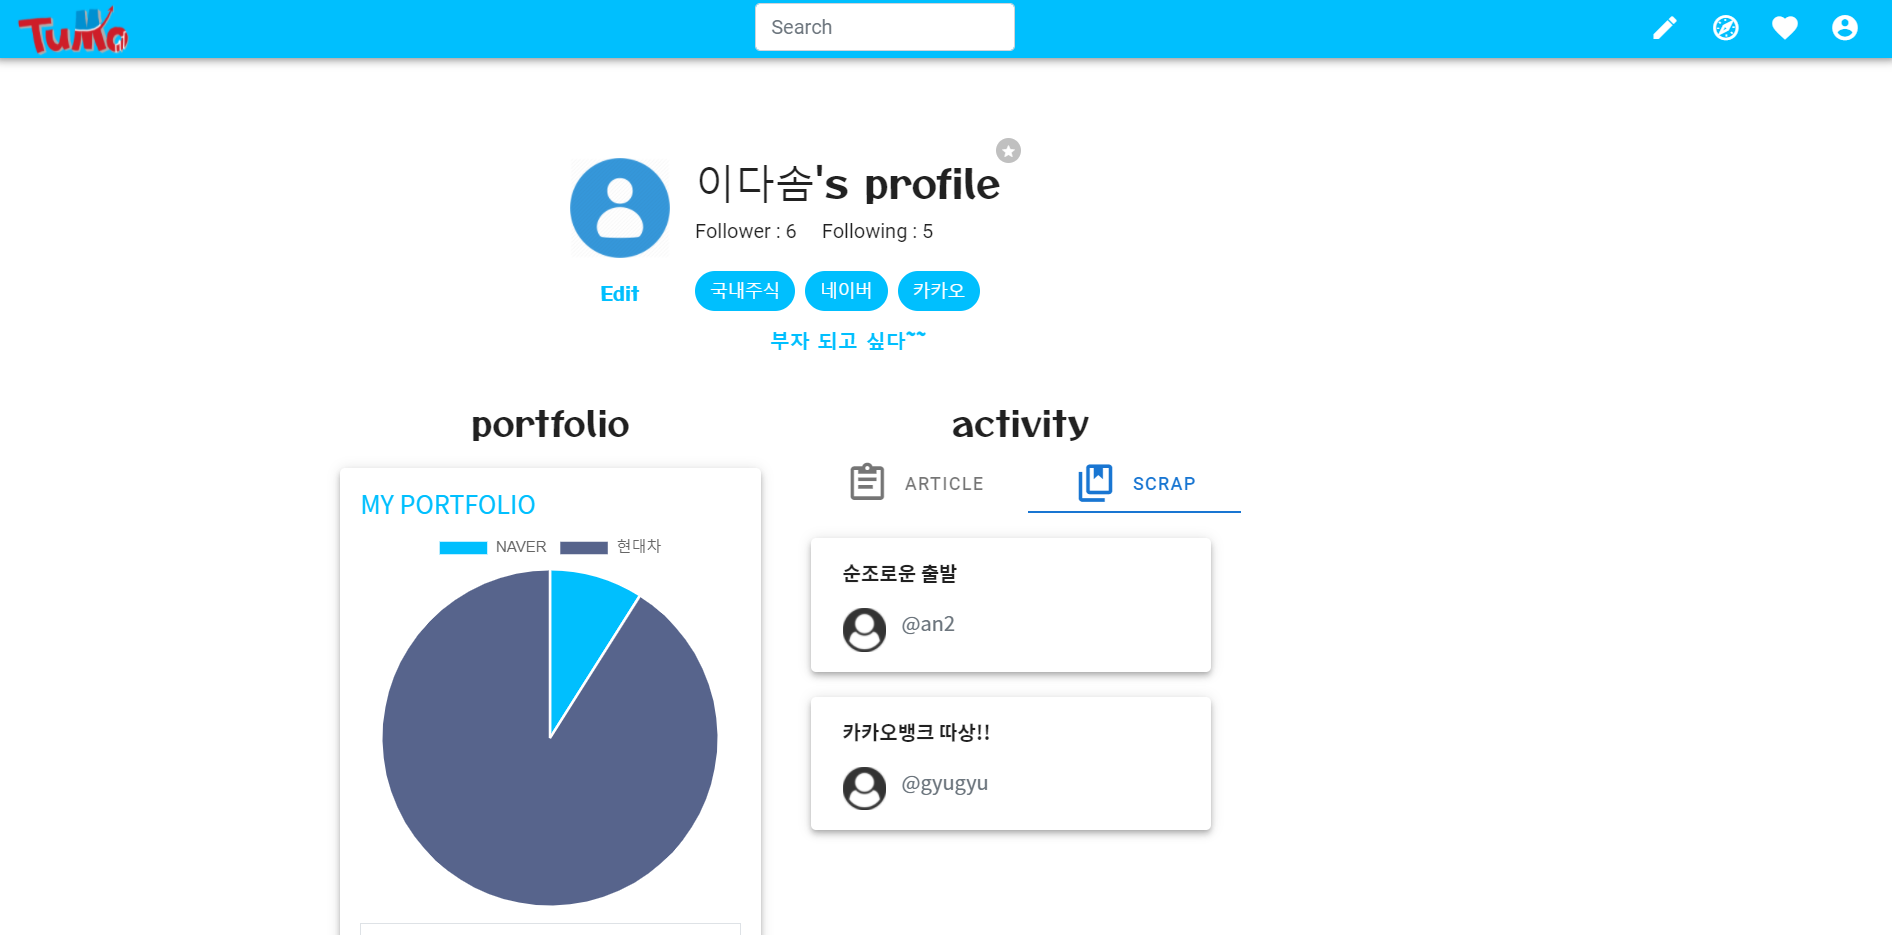 TuMo
Search
이다솜's profile
Follower : 6 Following : 5
Edit
국내주식 네이버 카카오
부자 되고 싶다~~
portfolio
MY PORTFOLIO
NAVER 현대차
activity
ARTICLE SCRAP
순조로운 출발
@an2
카카오뱅크 따상!!
@gyugyu